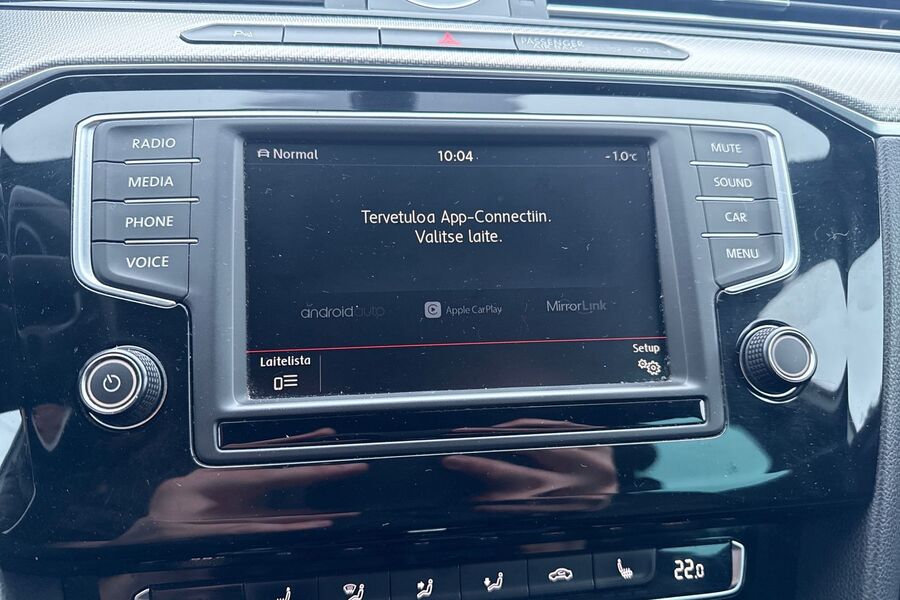 PASSENGER
RADIO
MEDIA
PHONE
VOICE
Normal
10:04
-1.0°C
Tervetuloa App-Connectiin.
Valitse laite.
androidauto
Apple CarPlay
MirrorLink
Laitelista
Setup
MUTE
SOUND
CAR
MENU
22.0